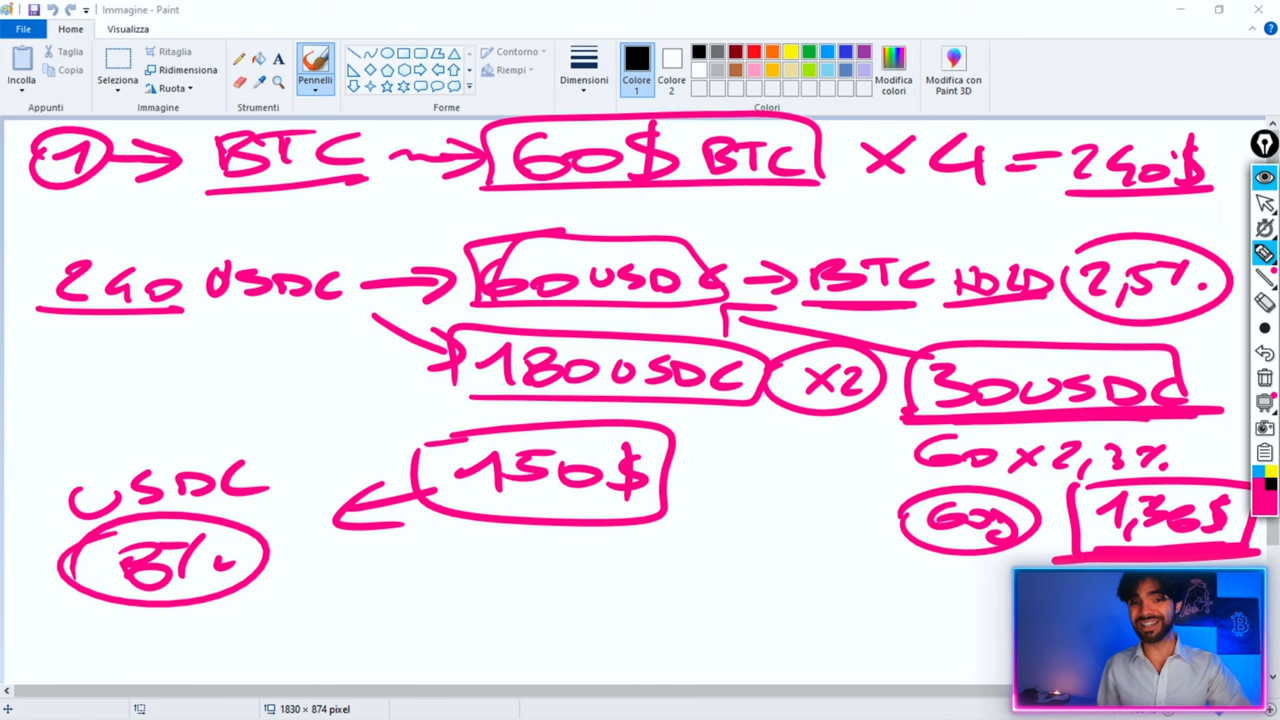 Immagine - Paint
File Home Visualizza
Incolla Taglia Copia Appunti
Seleziona Ritaglia Ridimensiona Ruota Immagine
Strumenti
Pennelli
Contorno Riempi Forme
Dimensioni
Colore 1 Colore 2 Modifica colori Colori
Modifica con Paint 3D
1 → BTC → 60$ BTC × 4 = 240$
240 USDC → 60 USDC → BTC HOLD 2,5%
180 USDC x2 30 USDC
60 x 2,3%
150$
USDC
8%
60g 1,36$
1830 × 874 pixel